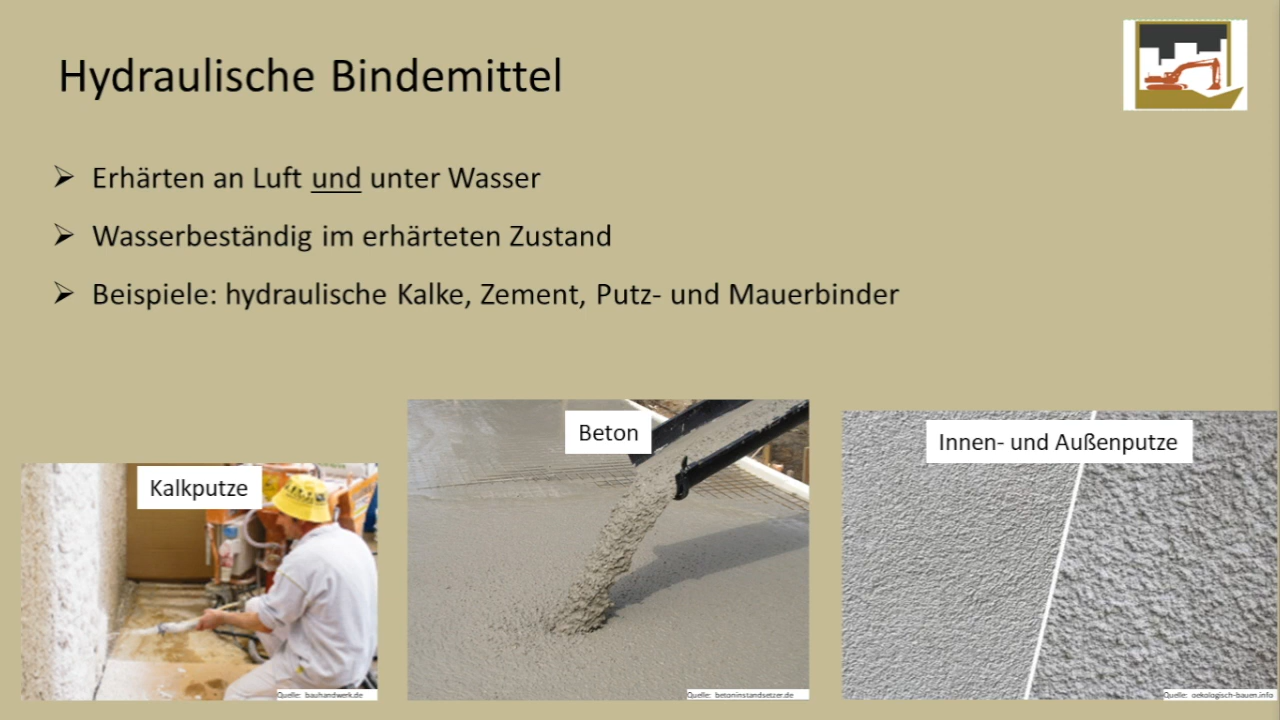 Hydraulische Bindemittel
Erhärten an Luft und unter Wasser
Wasserbeständig im erhärteten Zustand
Beispiele: hydraulische Kalke, Zement, Putz- und Mauerbinder
Kalkputze
Beton
Innen- und Außenputze
Quelle: bauhandwerk.de
Quelle: betoninstandsetzer.de
Quelle: oekologisch-bauen.info